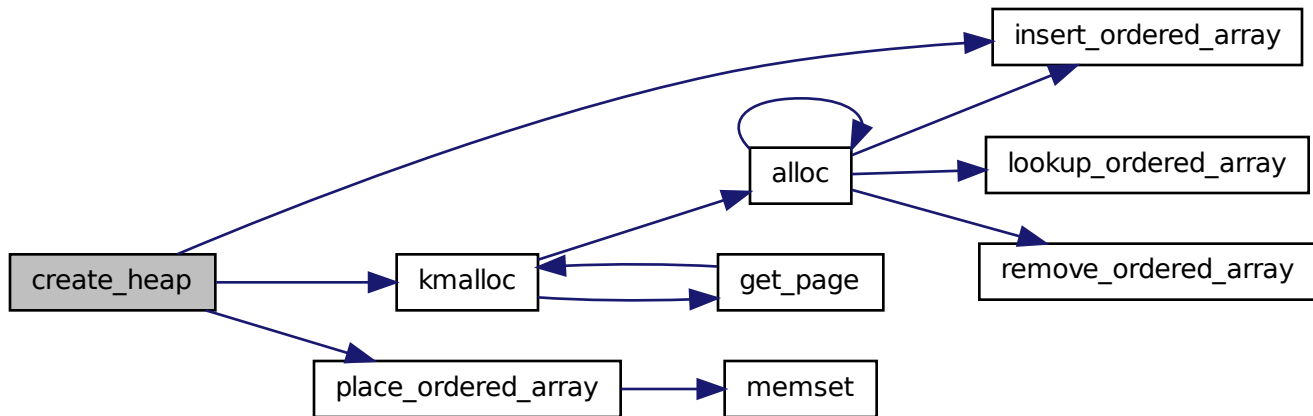 insert_ordered_array
alloc
lookup_ordered_array
remove_ordered_array
create_heap
kmalloc
get_page
place_ordered_array
memset